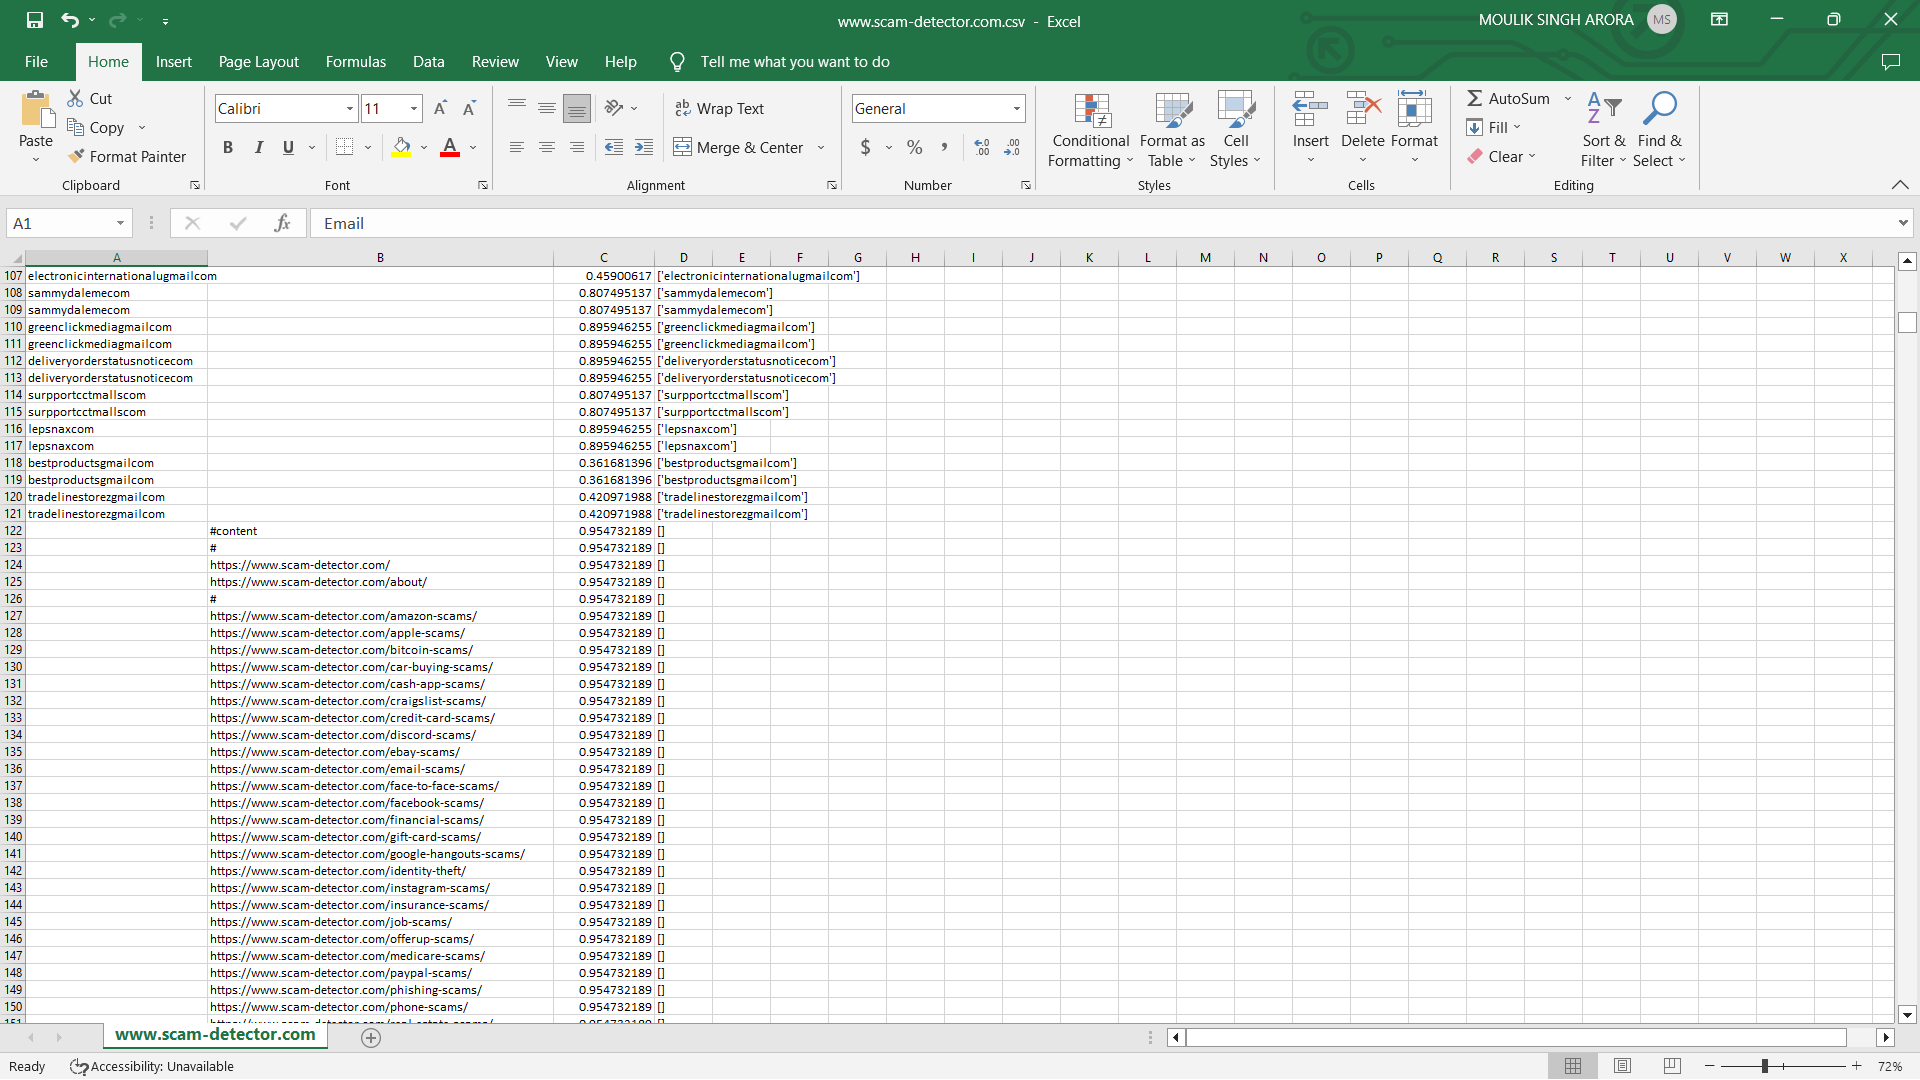 www.scam-detector.com.csv - Excel
MOULIK SINGH ARORA MS
File Home Insert Page Layout Formulas Data Review View Help Tell me what you want to do
Paste
Cut
Copy
Format Painter
Clipboard
Calibri 11
B I U
Font
Wrap Text
Merge & Center
Alignment
General
$ % ,
Number
Conditional Formatting
Format as Table
Cell Styles
Styles
Insert Delete Format
Cells
AutoSum
Fill
Clear
Sort & Filter
Find & Select
Editing
A1 fx Email
A B C D E F G H I J K L M N O P Q R S T U V W X
107 electronicinternationalugmailcom 0.45900617 ['electronicinternationalugmailcom']
108 sammydalemecom 0.807495137 ['sammydalemecom']
109 sammydalemecom 0.807495137 ['sammydalemecom']
110 greenclickmediagmailcom 0.895946255 ['greenclickmediagmailcom']
111 greenclickmediagmailcom 0.895946255 ['greenclickmediagmailcom']
112 deliveryorderstatusnoticecom 0.895946255 ['deliveryorderstatusnoticecom']
113 deliveryorderstatusnoticecom 0.895946255 ['deliveryorderstatusnoticecom']
114 surpportcctmallscom 0.807495137 ['surpportcctmallscom']
115 surpportcctmallscom 0.807495137 ['surpportcctmallscom']
116 lepsnaxcom 0.895946255 ['lepsnaxcom']
117 lepsnaxcom 0.895946255 ['lepsnaxcom']
118 bestproductsgmailcom 0.361681396 ['bestproductsgmailcom']
119 bestproductsgmailcom 0.361681396 ['bestproductsgmailcom']
120 tradelinestorezgmailcom 0.420971988 ['tradelinestorezgmailcom']
121 tradelinestorezgmailcom 0.420971988 ['tradelinestorezgmailcom']
122 #content 0.954732189 []
123 # 0.954732189 []
124 https://www.scam-detector.com/ 0.954732189 []
125 https://www.scam-detector.com/about/ 0.954732189 []
126 # 0.954732189 []
127 https://www.scam-detector.com/amazon-scams/ 0.954732189 []
128 https://www.scam-detector.com/apple-scams/ 0.954732189 []
129 https://www.scam-detector.com/bitcoin-scams/ 0.954732189 []
130 https://www.scam-detector.com/car-buying-scams/ 0.954732189 []
131 https://www.scam-detector.com/cash-app-scams/ 0.954732189 []
132 https://www.scam-detector.com/craigslist-scams/ 0.954732189 []
133 https://www.scam-detector.com/credit-card-scams/ 0.954732189 []
134 https://www.scam-detector.com/discord-scams/ 0.954732189 []
135 https://www.scam-detector.com/ebay-scams/ 0.954732189 []
136 https://www.scam-detector.com/email-scams/ 0.954732189 []
137 https://www.scam-detector.com/face-to-face-scams/ 0.954732189 []
138 https://www.scam-detector.com/facebook-scams/ 0.954732189 []
139 https://www.scam-detector.com/financial-scams/ 0.954732189 []
140 https://www.scam-detector.com/gift-card-scams/ 0.954732189 []
141 https://www.scam-detector.com/google-hangouts-scams/ 0.954732189 []
142 https://www.scam-detector.com/identity-theft/ 0.954732189 []
143 https://www.scam-detector.com/instagram-scams/ 0.954732189 []
144 https://www.scam-detector.com/insurance-scams/ 0.954732189 []
145 https://www.scam-detector.com/job-scams/ 0.954732189 []
146 https://www.scam-detector.com/offerup-scams/ 0.954732189 []
147 https://www.scam-detector.com/medicare-scams/ 0.954732189 []
148 https://www.scam-detector.com/paypal-scams/ 0.954732189 []
149 https://www.scam-detector.com/phishing-scams/ 0.954732189 []
150 https://www.scam-detector.com/phone-scams/ 0.954732189 []
www.scam-detector.com
Ready Accessibility: Unavailable 72%